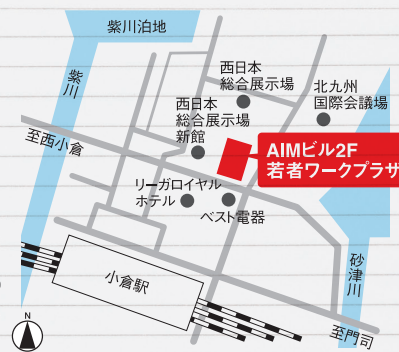 紫川泊地
紫川
西日本
総合展示場
北九州
国際会議場
西日本
総合展示場
新館
至西小倉
AIMビル2F
若者ワークプラザ
リーガロイヤル
ホテル
ベスト電器
砂津川
小倉駅
至門司
N